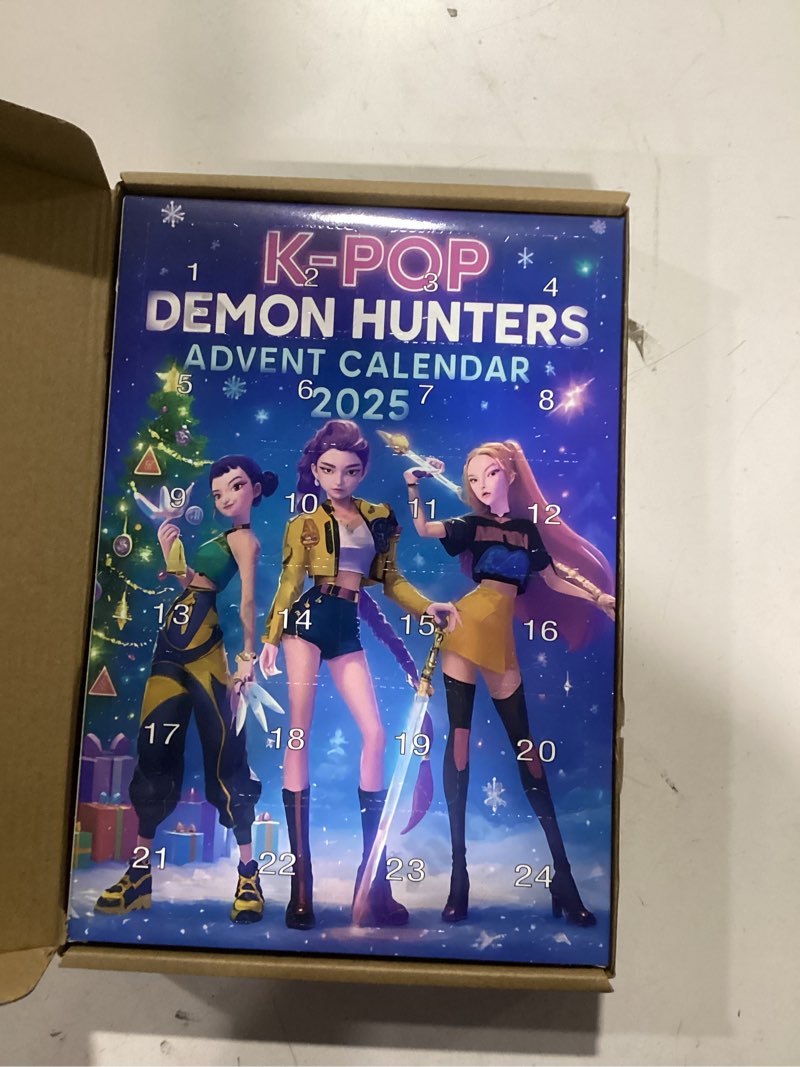 K-POP
1 2 3 4
DEMON HUNTERS
ADVENT CALENDAR
5 6 7 8
2025
9 10 11 12
13 14 15 16
17 18 19 20
21 22 23 24